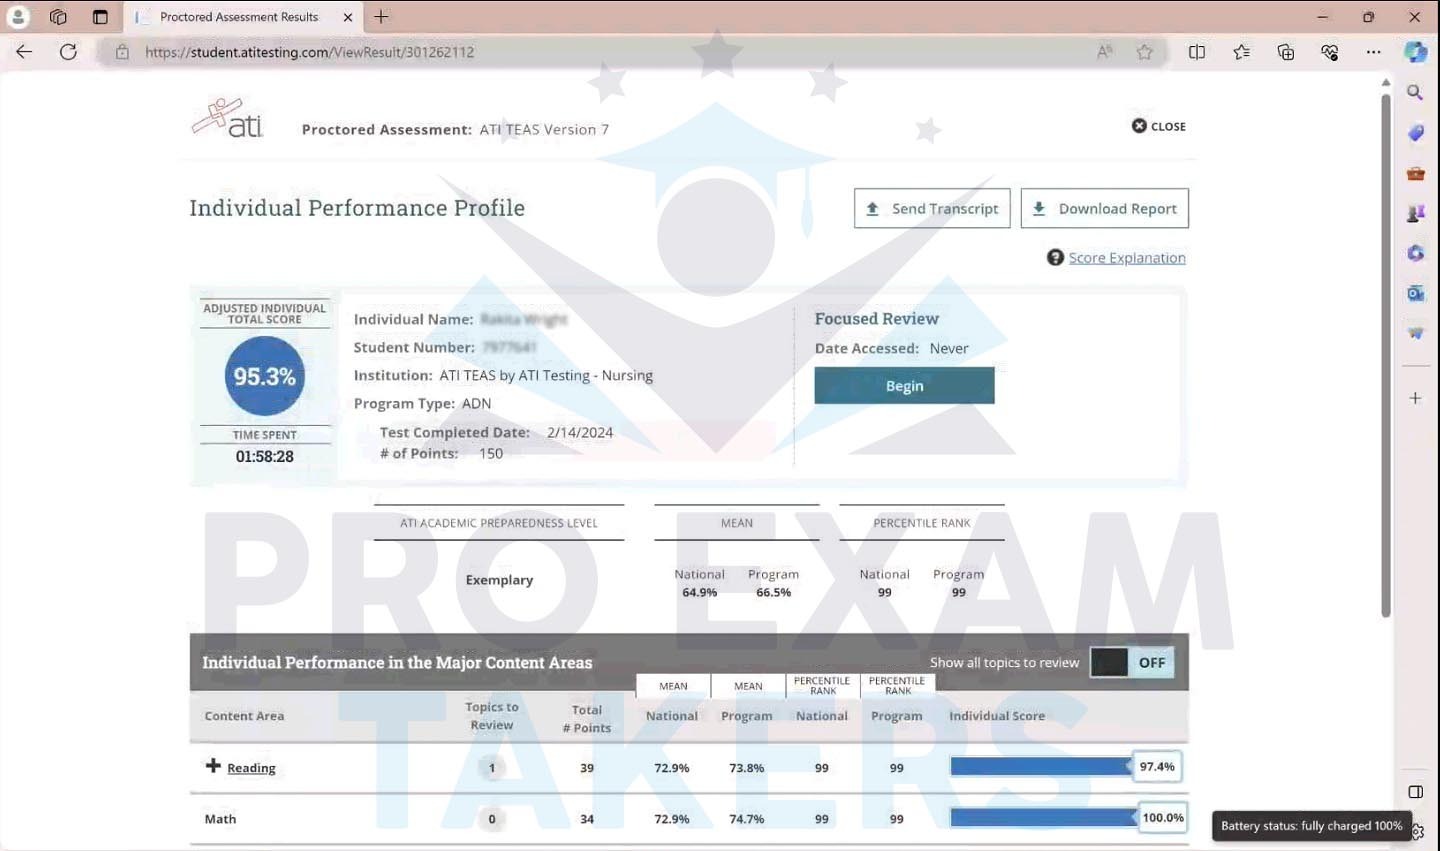 Proctored Assessment Results
https://student.atitesting.com/ViewResult/301262112
ati
Proctored Assessment: ATI TEAS Version 7
CLOSE
Individual Performance Profile
Send Transcript
Download Report
Score Explanation
ADJUSTED INDIVIDUAL
TOTAL SCORE
95.3%
TIME SPENT
01:58:28
Individual Name:
Student Number:
Institution: ATI TEAS by ATI Testing - Nursing
Program Type: ADN
Test Completed Date: 2/14/2024
# of Points: 150
Focused Review
Date Accessed: Never
Begin
ATI ACADEMIC PREPAREDNESS LEVEL
Exemplary
MEAN
National Program
64.9% 66.5%
PERCENTILE RANK
National Program
99 99
PRO EXAM
TAKERS
Individual Performance in the Major Content Areas
Show all topics to review OFF
MEAN MEAN PERCENTILE RANK PERCENTILE RANK
Content Area Topics to Review Total # Points National Program National Program Individual Score
Reading 1 39 72.9% 73.8% 99 99 97.4%
Math 0 34 72.9% 74.7% 99 99 100.0%
Battery status: fully charged 100%